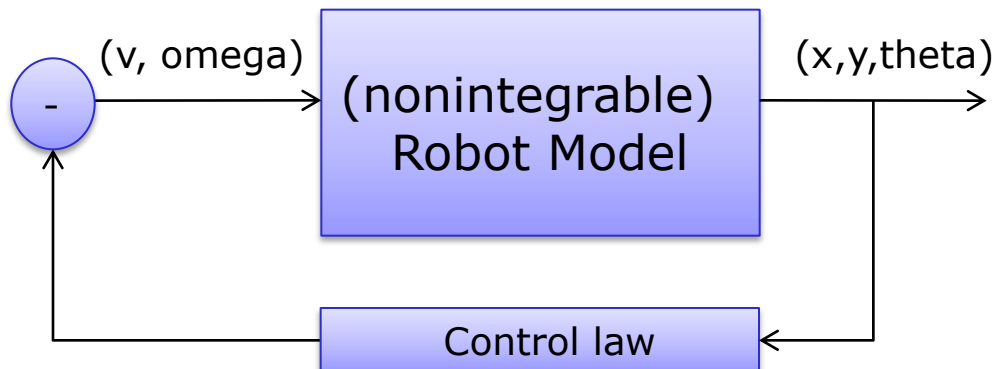 (v, omega)
(x,y,theta)
-
(nonintegrable)
Robot Model
Control law